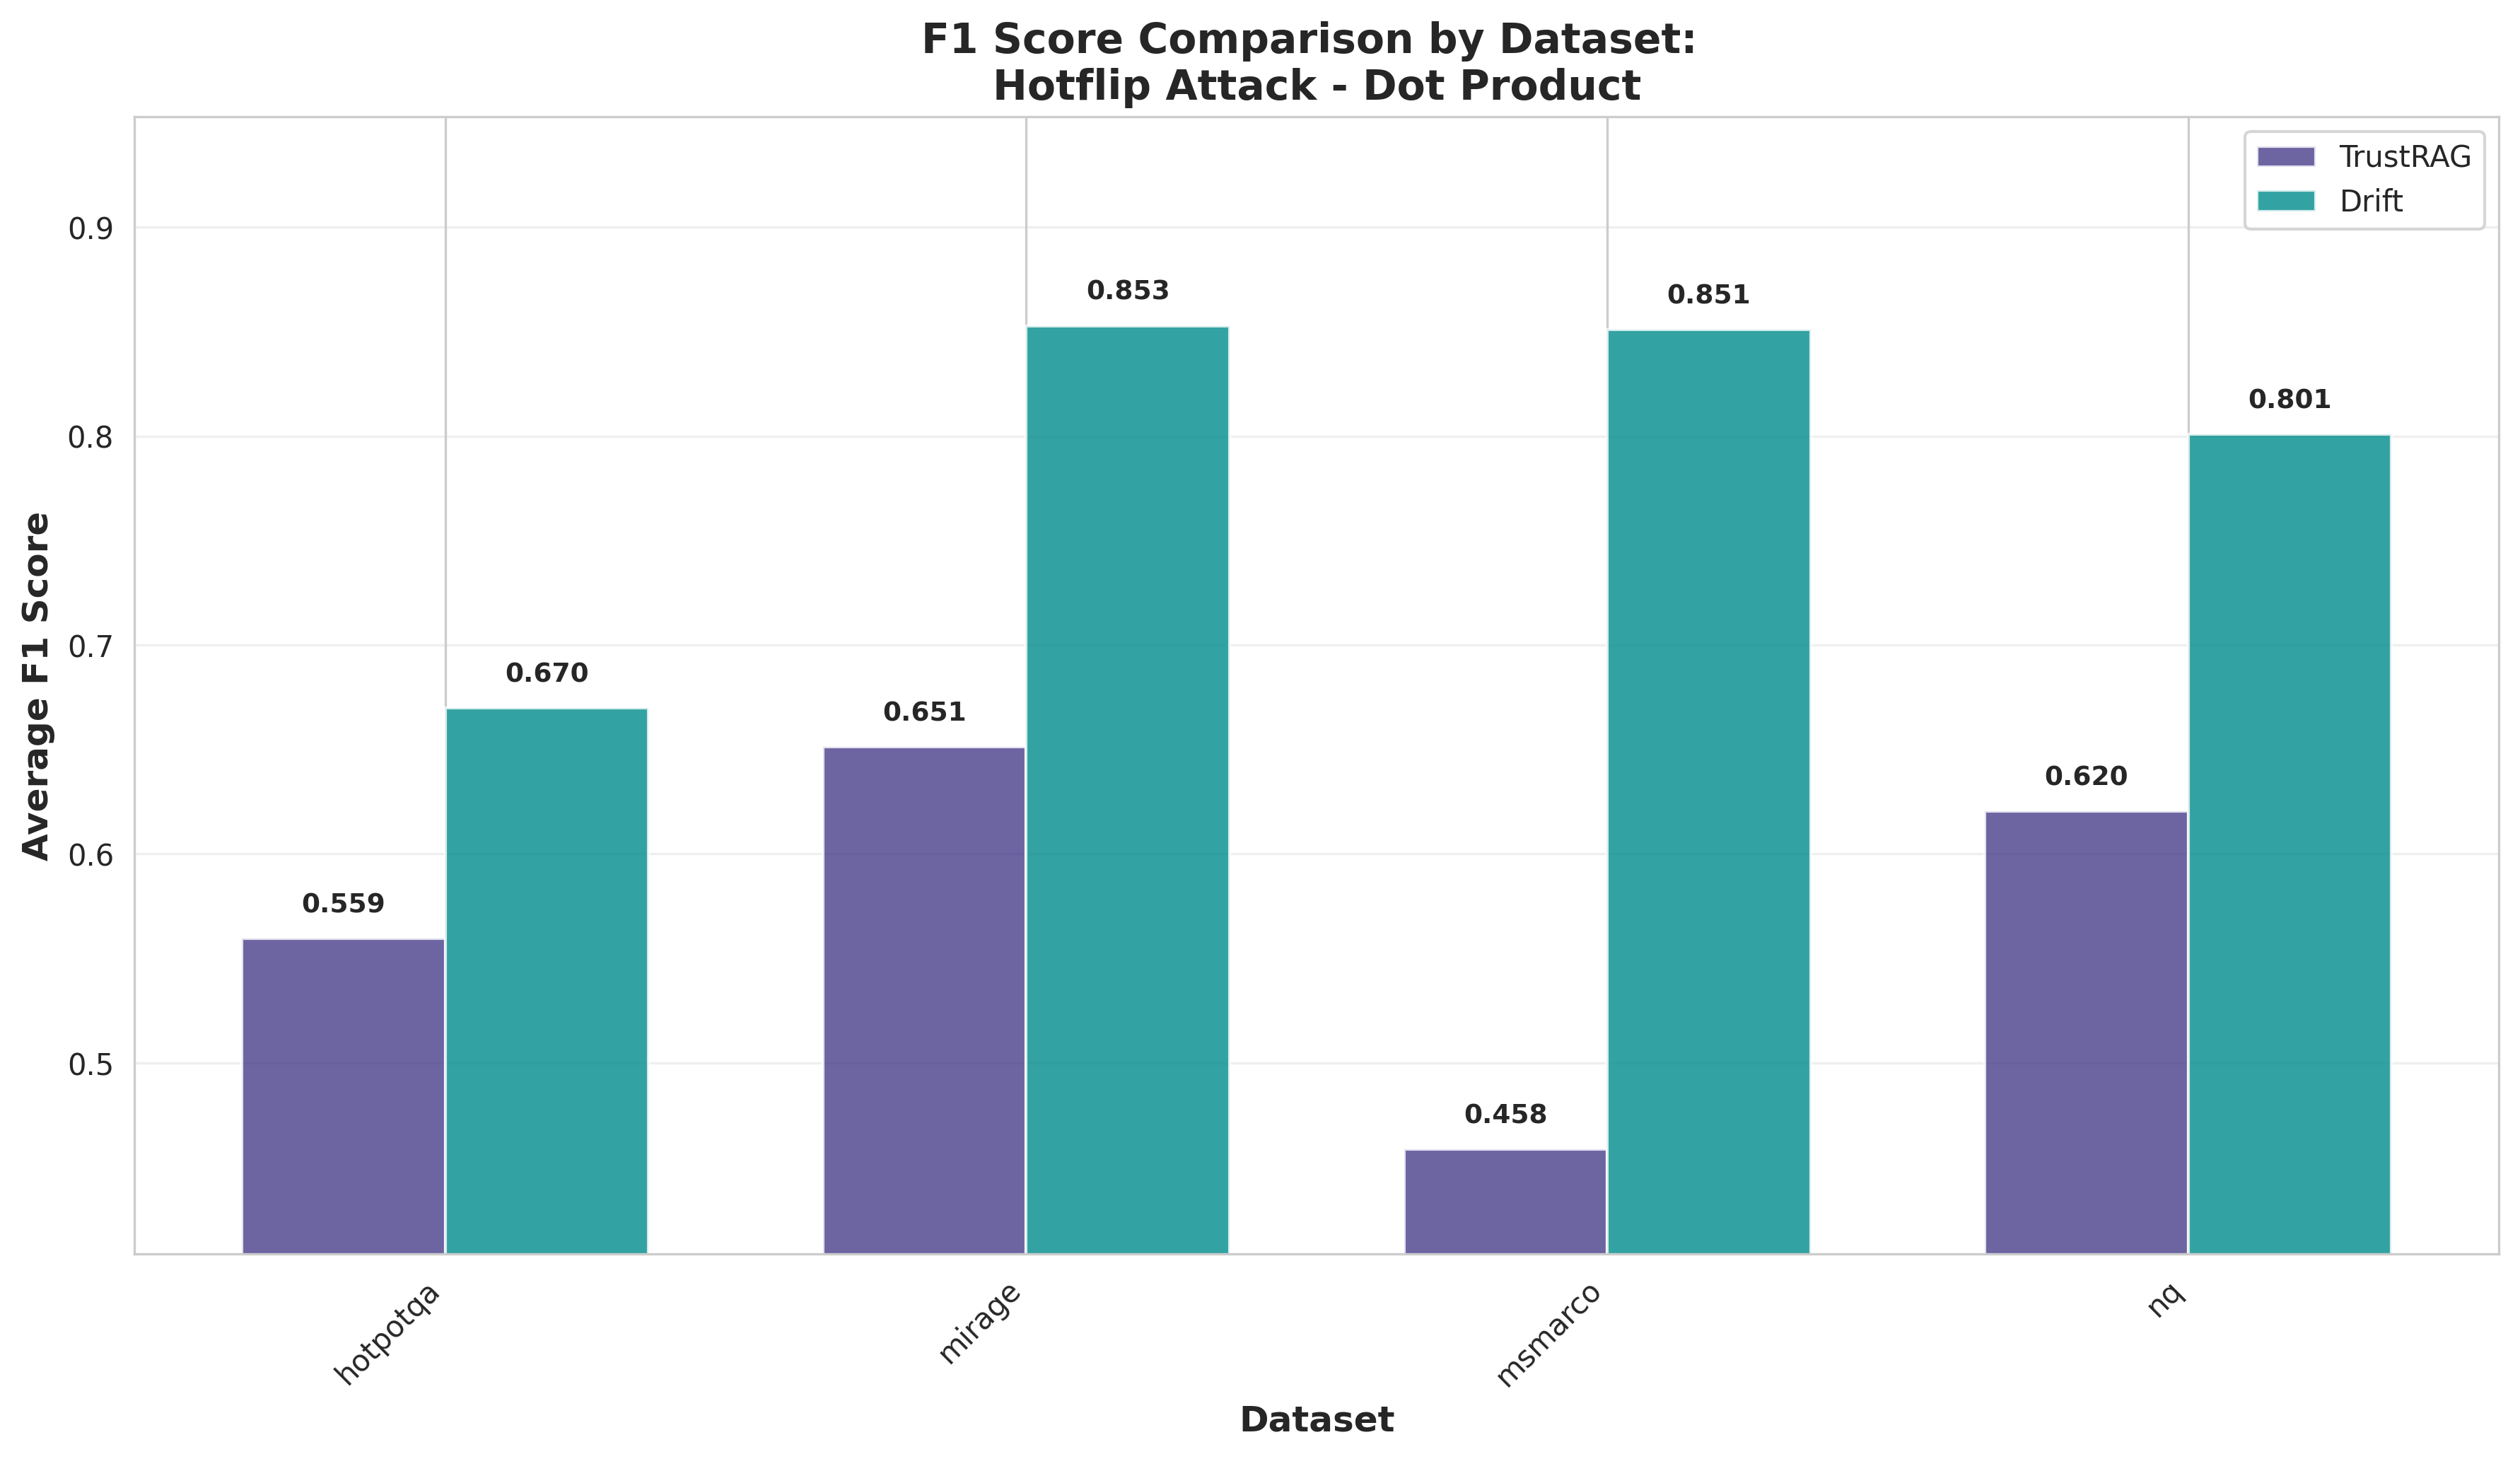 F1 Score Comparison by Dataset:
Hotflip Attack - Dot Product
TrustRAG
Drift
0.9
0.8
0.7
0.6
0.5
Average F1 Score
0.559
0.670
0.651
0.853
0.458
0.851
0.620
0.801
hotpotqa
mirage
msmarco
nq
Dataset